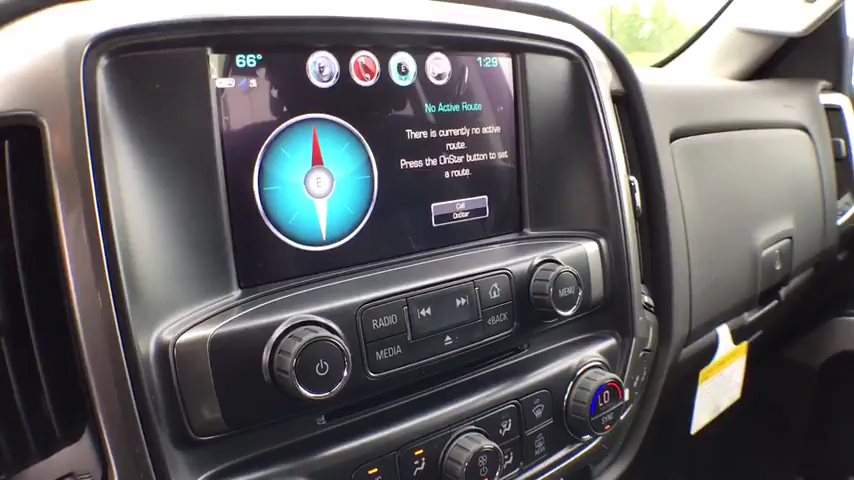 66° 1:29
No Active Route
There is currently no active
route.
Press the OnStar button to set
a route.
E
Call
OnStar
RADIO
MEDIA
BACK
MENU
LO
SYNC
REAR